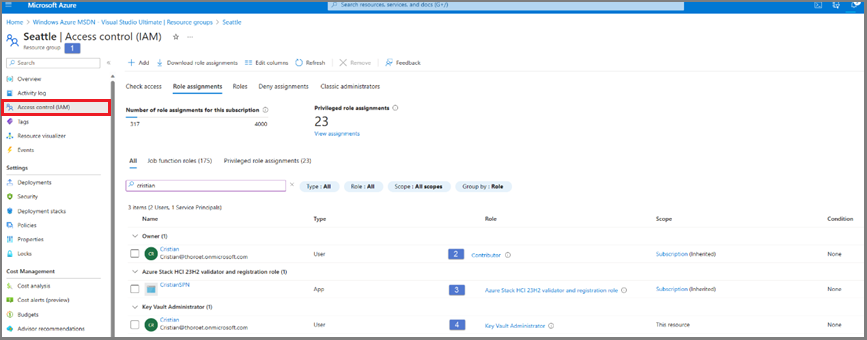 Microsoft Azure
Search resources, services, and docs (G+/)
Home > Windows Azure MSDN - Visual Studio Ultimate | Resource groups > Seattle
Seattle | Access control (IAM)
Resource group
1
Search
Add
Download role assignments
Edit columns
Refresh
Remove
Feedback
Overview
Activity log
Access control (IAM)
Tags
Resource visualizer
Events
Settings
Deployments
Security
Deployment stacks
Policies
Properties
Locks
Cost Management
Cost analysis
Cost alerts (preview)
Budgets
Advisor recommendations
Check access
Role assignments
Roles
Deny assignments
Classic administrators
Number of role assignments for this subscription
317
4000
Privileged role assignments
23
View assignments
All
Job function roles (175)
Privileged role assignments (23)
cristian
Type : All
Role : All
Scope : All scopes
Group by : Role
3 items (2 Users, 1 Service Principals)
Name Type Role Scope Condition
Owner (1)
CR
Cristian
Cristian@thoroet.onmicrosoft.com
User
2
Contributor
Subscription (Inherited)
None
Azure Stack HCI 23H2 validator and registration role (1)
CristianSPN
App
3
Azure Stack HCI 23H2 validator and registration role
Subscription (Inherited)
None
Key Vault Administrator (1)
CR
Cristian
Cristian@thoroet.onmicrosoft.com
User
4
Key Vault Administrator
This resource
None